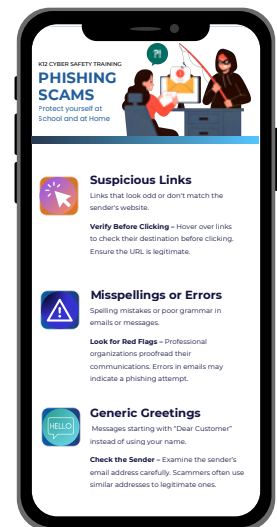 K12 CYBER SAFETY TRAINING
PHISHING
SCAMS
Protect yourself at
School and at Home
Suspicious Links
Links that look odd or don't match the
sender's website.
Verify Before Clicking – Hover over links
to check their destination before clicking.
Ensure the URL is legitimate.
Misspellings or Errors
Spelling mistakes or poor grammar in
emails or messages.
Look for Red Flags – Professional
organizations proofread their
communications. Errors in emails may
indicate a phishing attempt.
HELLO
Generic Greetings
Messages starting with “Dear Customer”
instead of using your name.
Check the Sender – Examine the sender's
email address carefully. Scammers often use
similar addresses to legitimate ones.